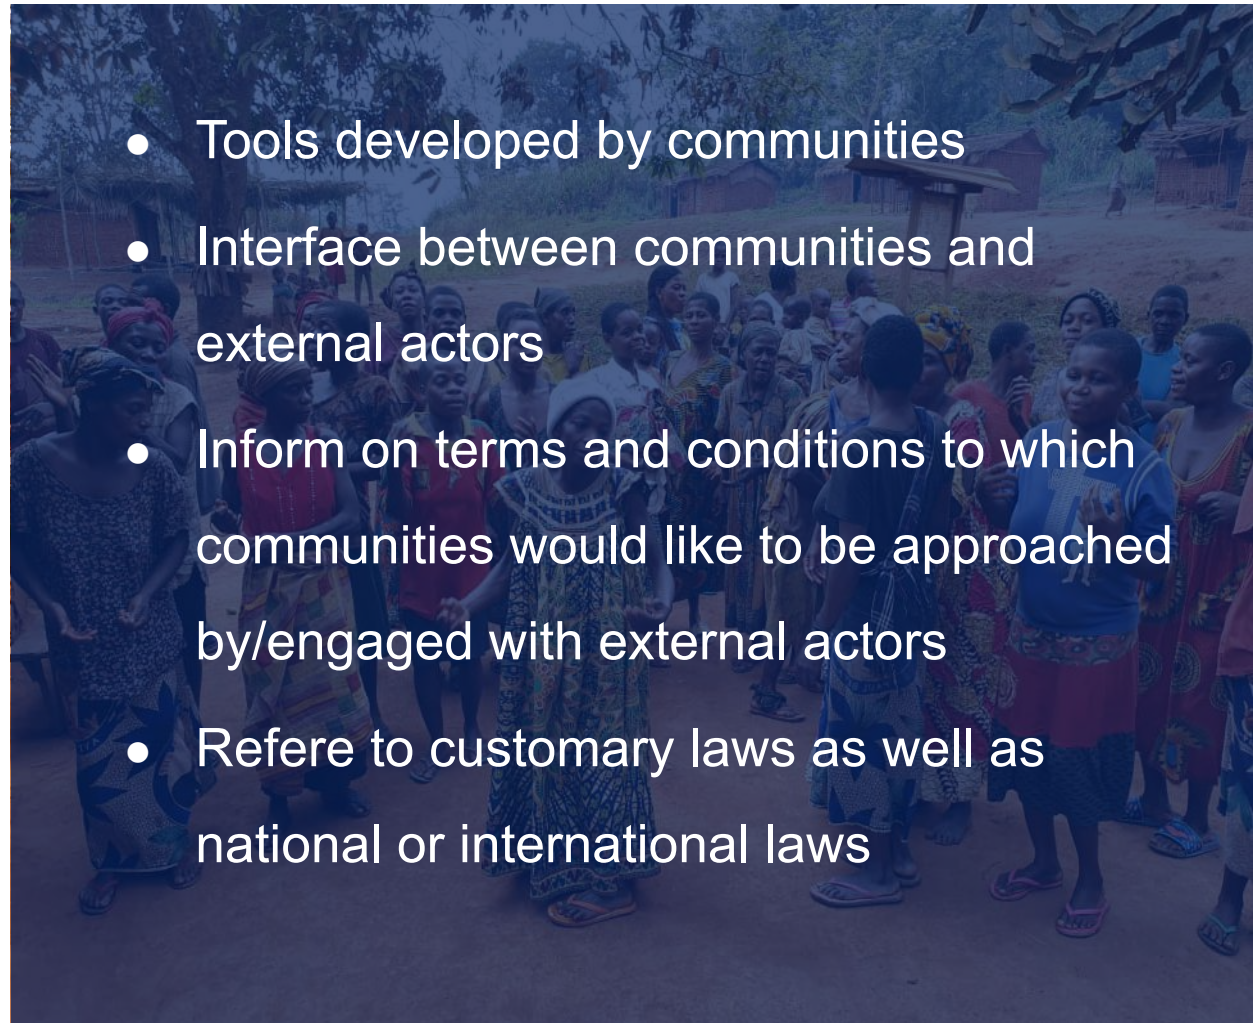 ● Tools developed by communities
● Interface between communities and
external actors
● Inform on terms and conditions to which
communities would like to be approached
by/engaged with external actors
● Refere to customary laws as well as
national or international laws